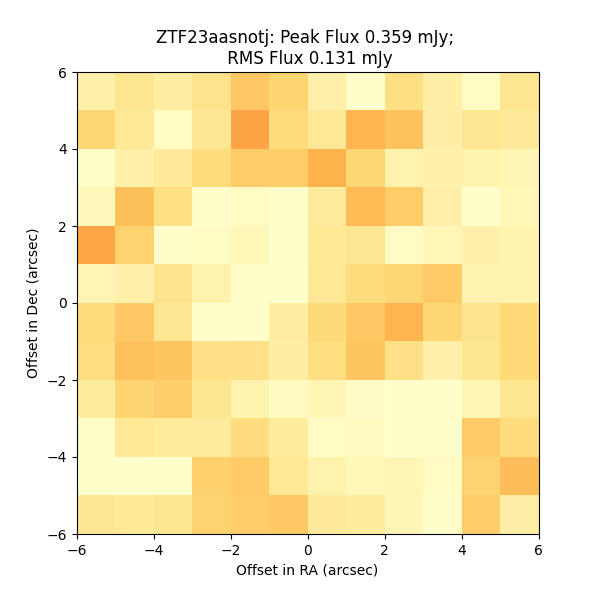 ZTF23aasnotj: Peak Flux 0.359 mJy;
RMS Flux 0.131 mJy
6
4
2
0
−2
−4
−6
Offset in Dec (arcsec)
−6 −4 −2 0 2 4 6
Offset in RA (arcsec)